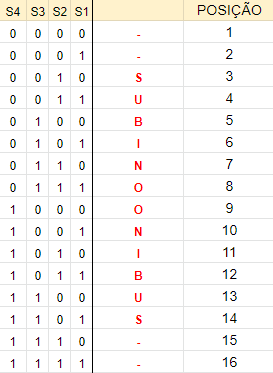 S4 S3 S2 S1 POSIÇÃO
0 0 0 0 - 1
0 0 0 1 - 2
0 0 1 0 S 3
0 0 1 1 U 4
0 1 0 0 B 5
0 1 0 1 I 6
0 1 1 0 N 7
0 1 1 1 O 8
1 0 0 0 O 9
1 0 0 1 N 10
1 0 1 0 I 11
1 0 1 1 B 12
1 1 0 0 U 13
1 1 0 1 S 14
1 1 1 0 - 15
1 1 1 1 - 16